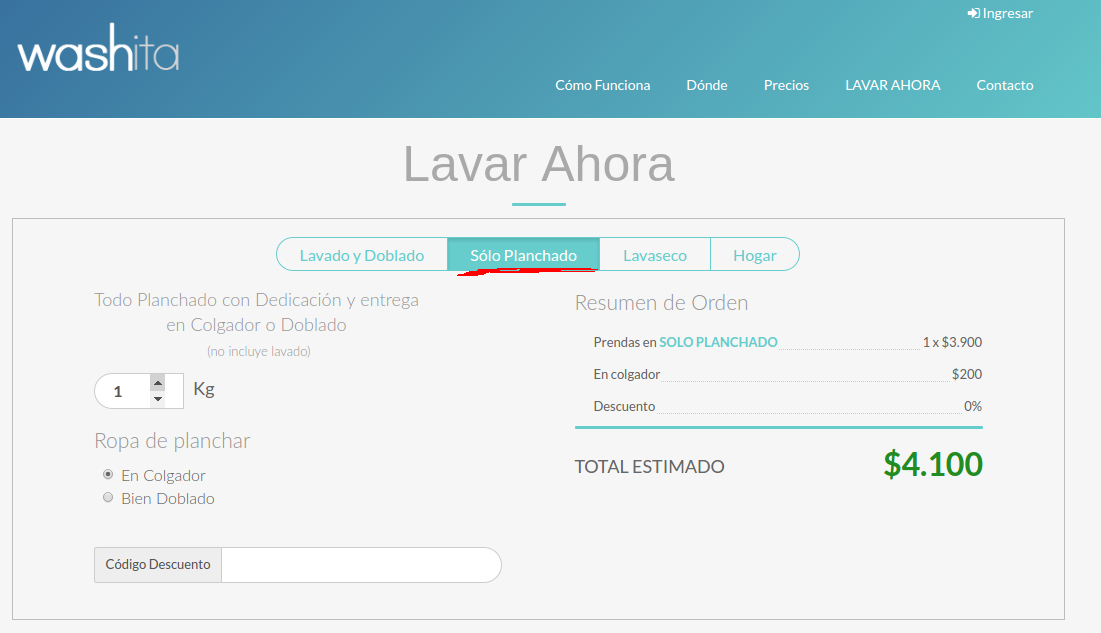 Ingresar
washita
Cómo Funciona Dónde Precios LAVAR AHORA Contacto
Lavar Ahora
Lavado y Doblado Sólo Planchado Lavaseco Hogar
Todo Planchado con Dedicación y entrega
en Colgador o Doblado
(no incluye lavado)
1 Kg
Ropa de planchar
En Colgador
Bien Doblado
Código Descuento
Resumen de Orden
Prendas en SOLO PLANCHADO 1 x $3.900
En colgador $200
Descuento 0%
TOTAL ESTIMADO $4.100